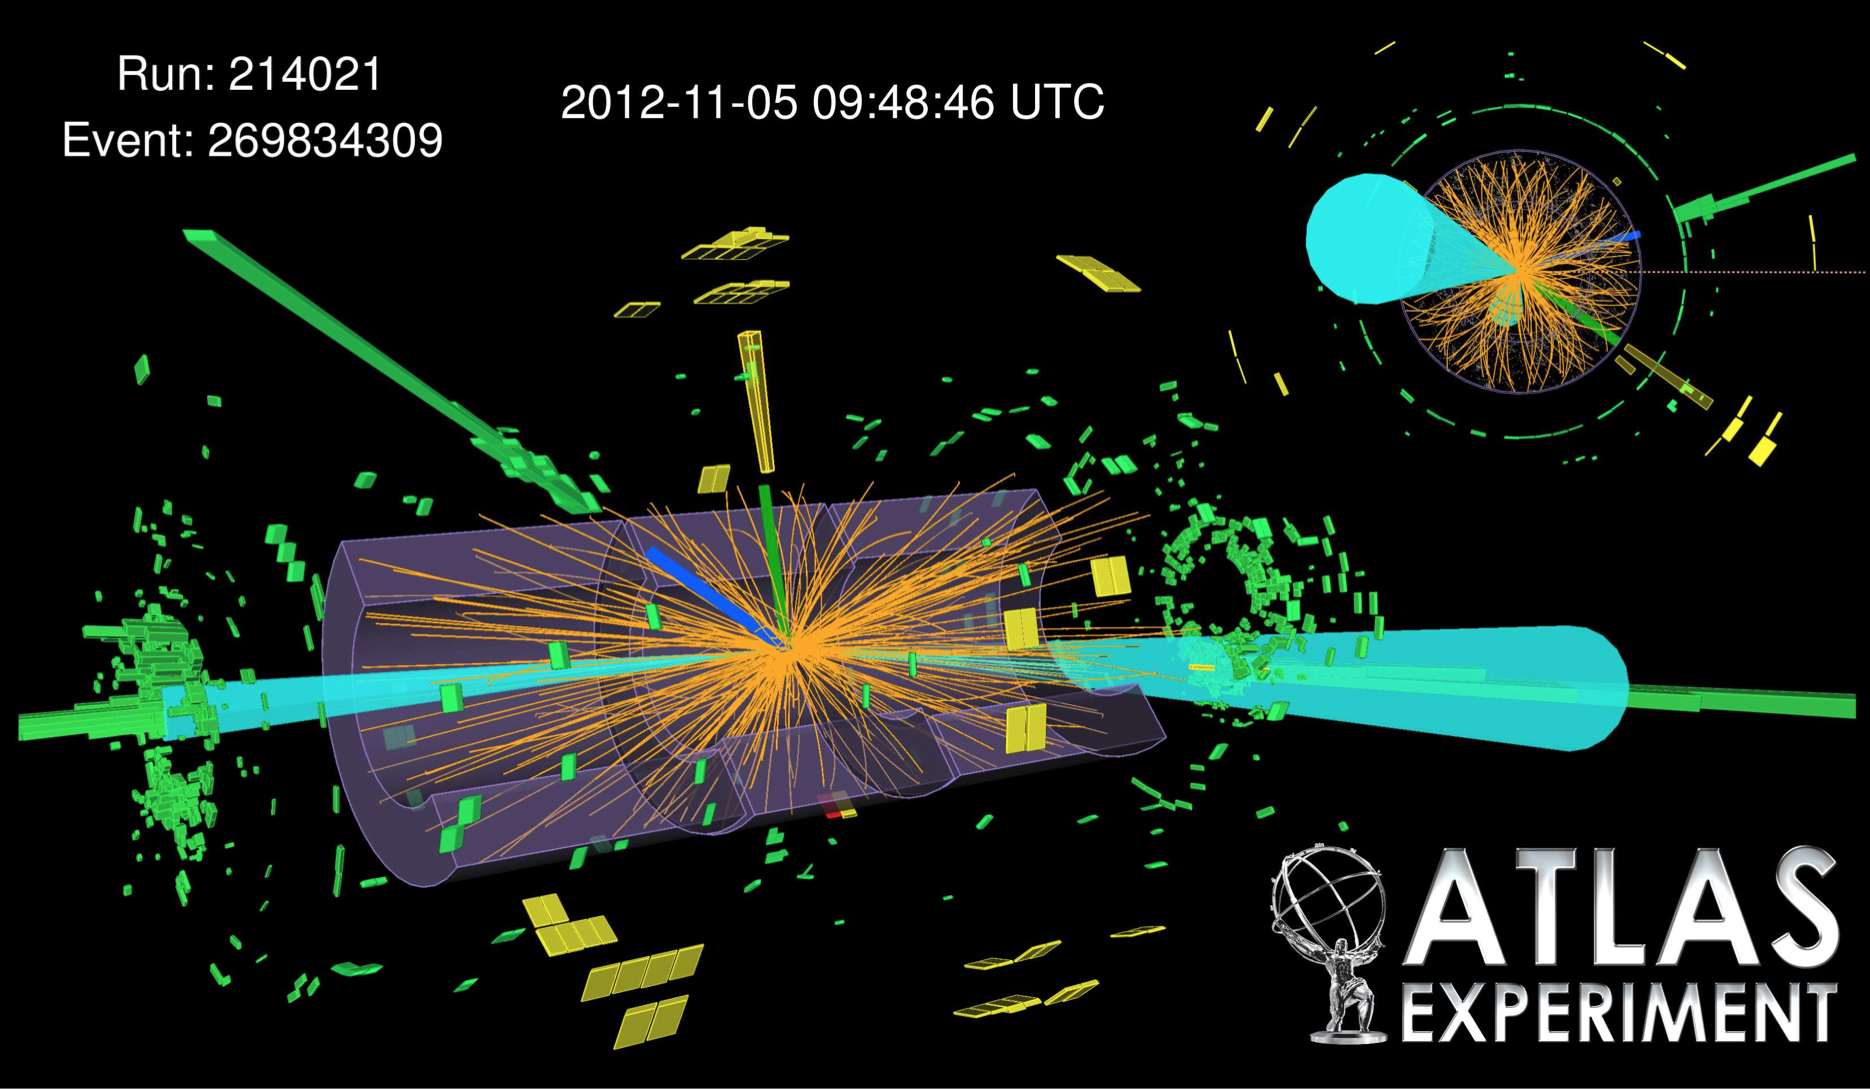 Run: 214021
Event: 269834309
2012-11-05 09:48:46 UTC
ATLAS
EXPERIMENT